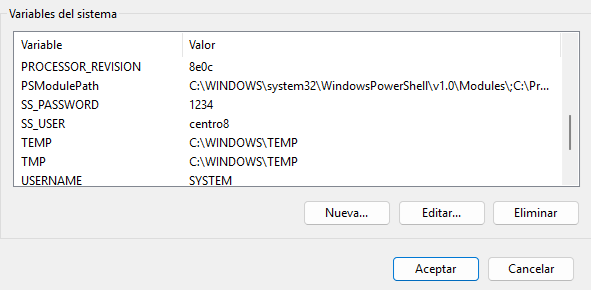 Variables del sistema
Variable Valor
PROCESSOR_REVISION 8e0c
PSModulePath C:\WINDOWS\system32\WindowsPowerShell\v1.0\Modules\;C:\Pr...
SS_PASSWORD 1234
SS_USER centro8
TEMP C:\WINDOWS\TEMP
TMP C:\WINDOWS\TEMP
USERNAME SYSTEM
Nueva... Editar... Eliminar
Aceptar Cancelar